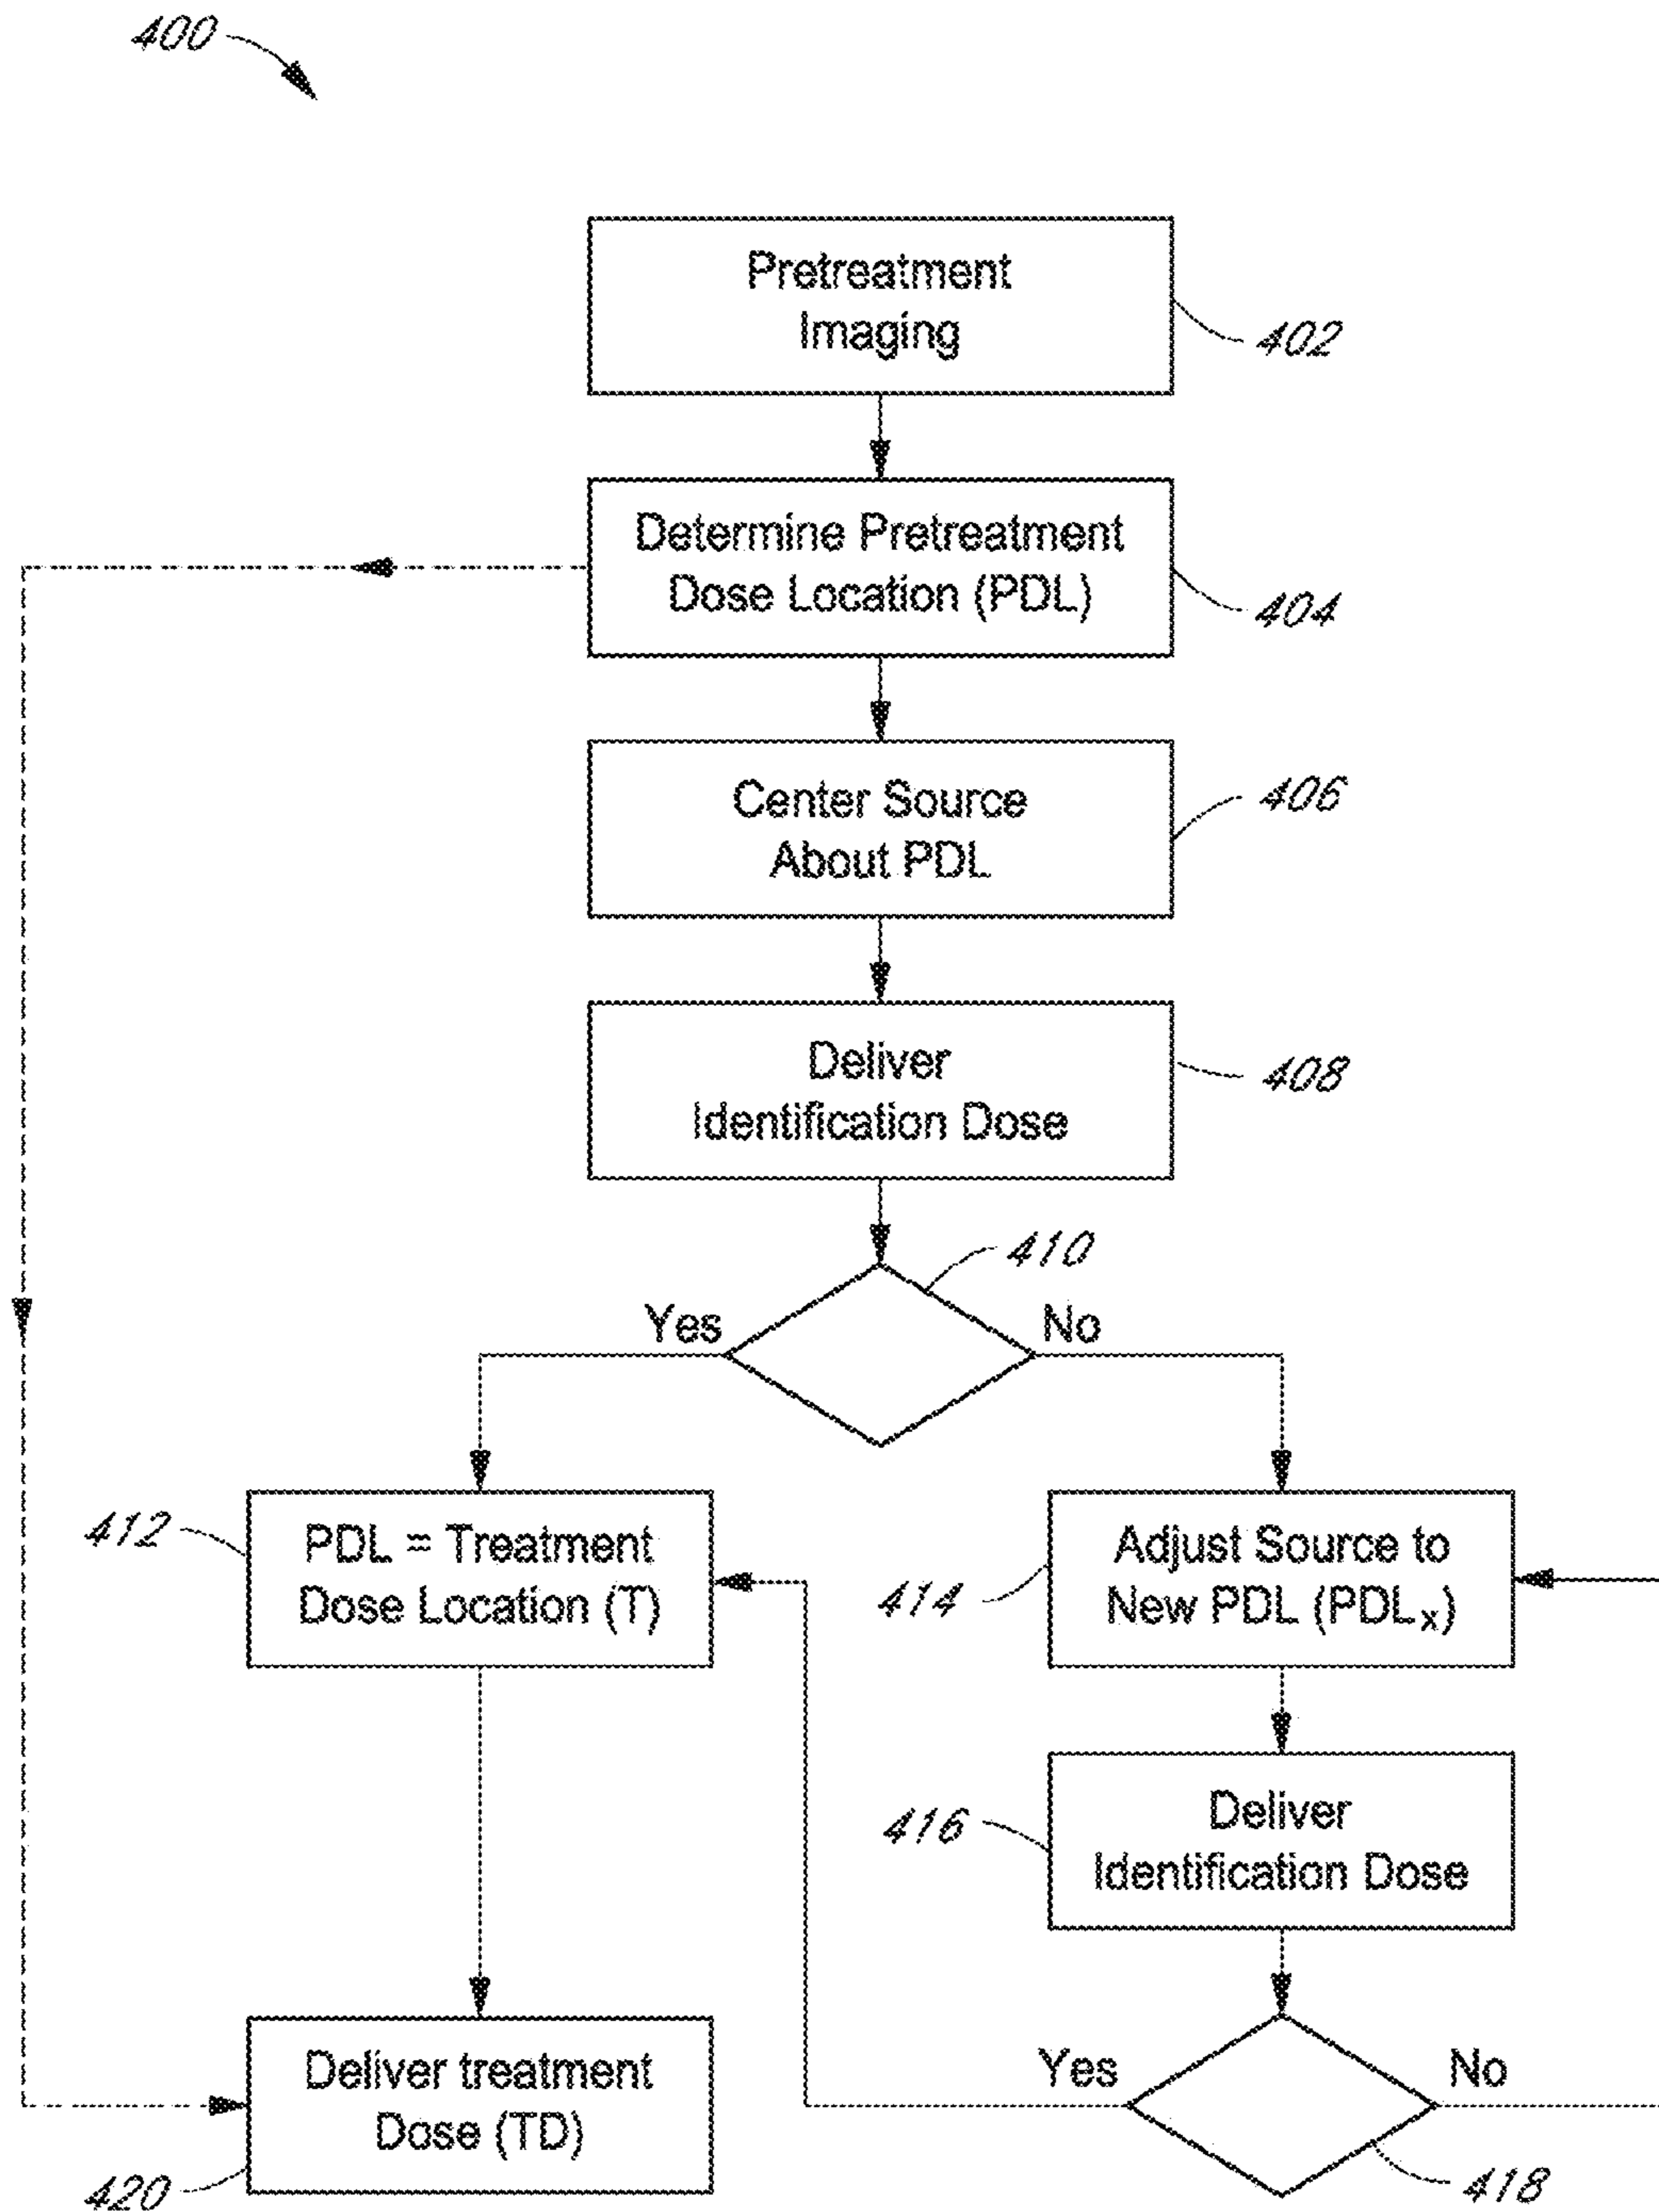 400
Pretreatment
Imaging
402
Determine Pretreatment
Dose Location (PDL)
404
Center Source
About PDL
406
Deliver
Identification Dose
408
410
Yes
No
412
PDL = Treatment
Dose Location (T)
414
Adjust Source to
New PDL (PDLx)
416
Deliver
Identification Dose
Yes
No
418
Deliver treatment
Dose (TD)
420